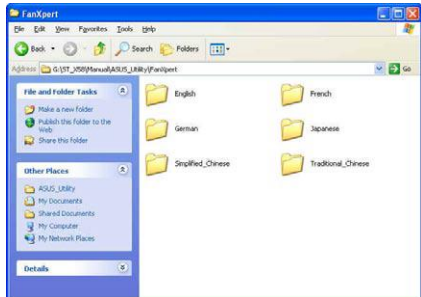 FanXpert
File Edit View Favorites Tools Help
Back Search Folders
Address G:\ST_X58\Manual\ASUS_Utility\FanXpert Go
File and Folder Tasks
Make a new folder
Publish this folder to the
Web
Share this folder
Other Places
ASUS_Utility
My Documents
Shared Documents
My Computer
My Network Places
Details
English
French
German
Japanese
Simplified_Chinese
Traditional_Chinese